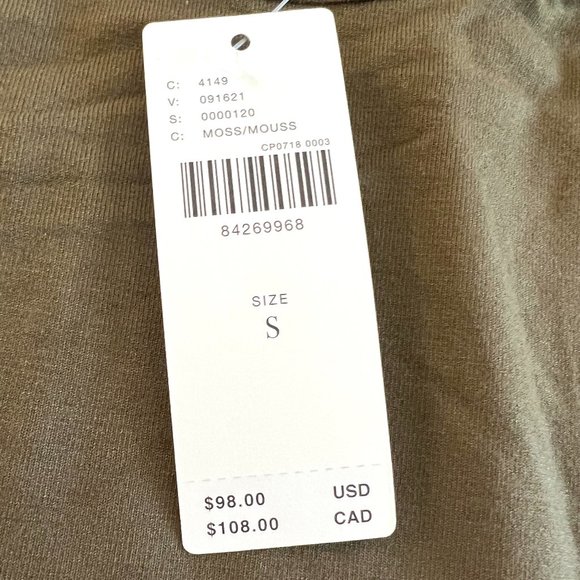 C: 4149
V: 091621
S: 0000120
C: MOSS/MOUSS
CP0718 0003
84269968
SIZE
S
$98.00 USD
$108.00 CAD